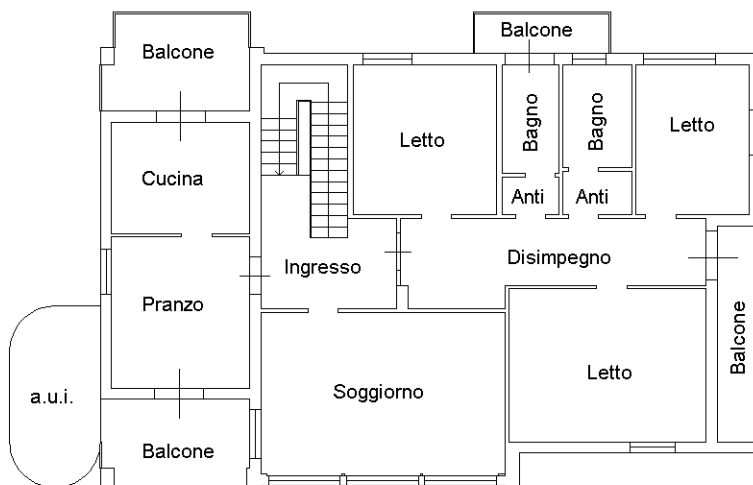 Balcone
Balcone
Letto
Bagno
Bagno
Letto
Cucina
Anti
Anti
Ingresso
Disimpegno
Pranzo
Balcone
a.u.i.
Soggiorno
Letto
Balcone